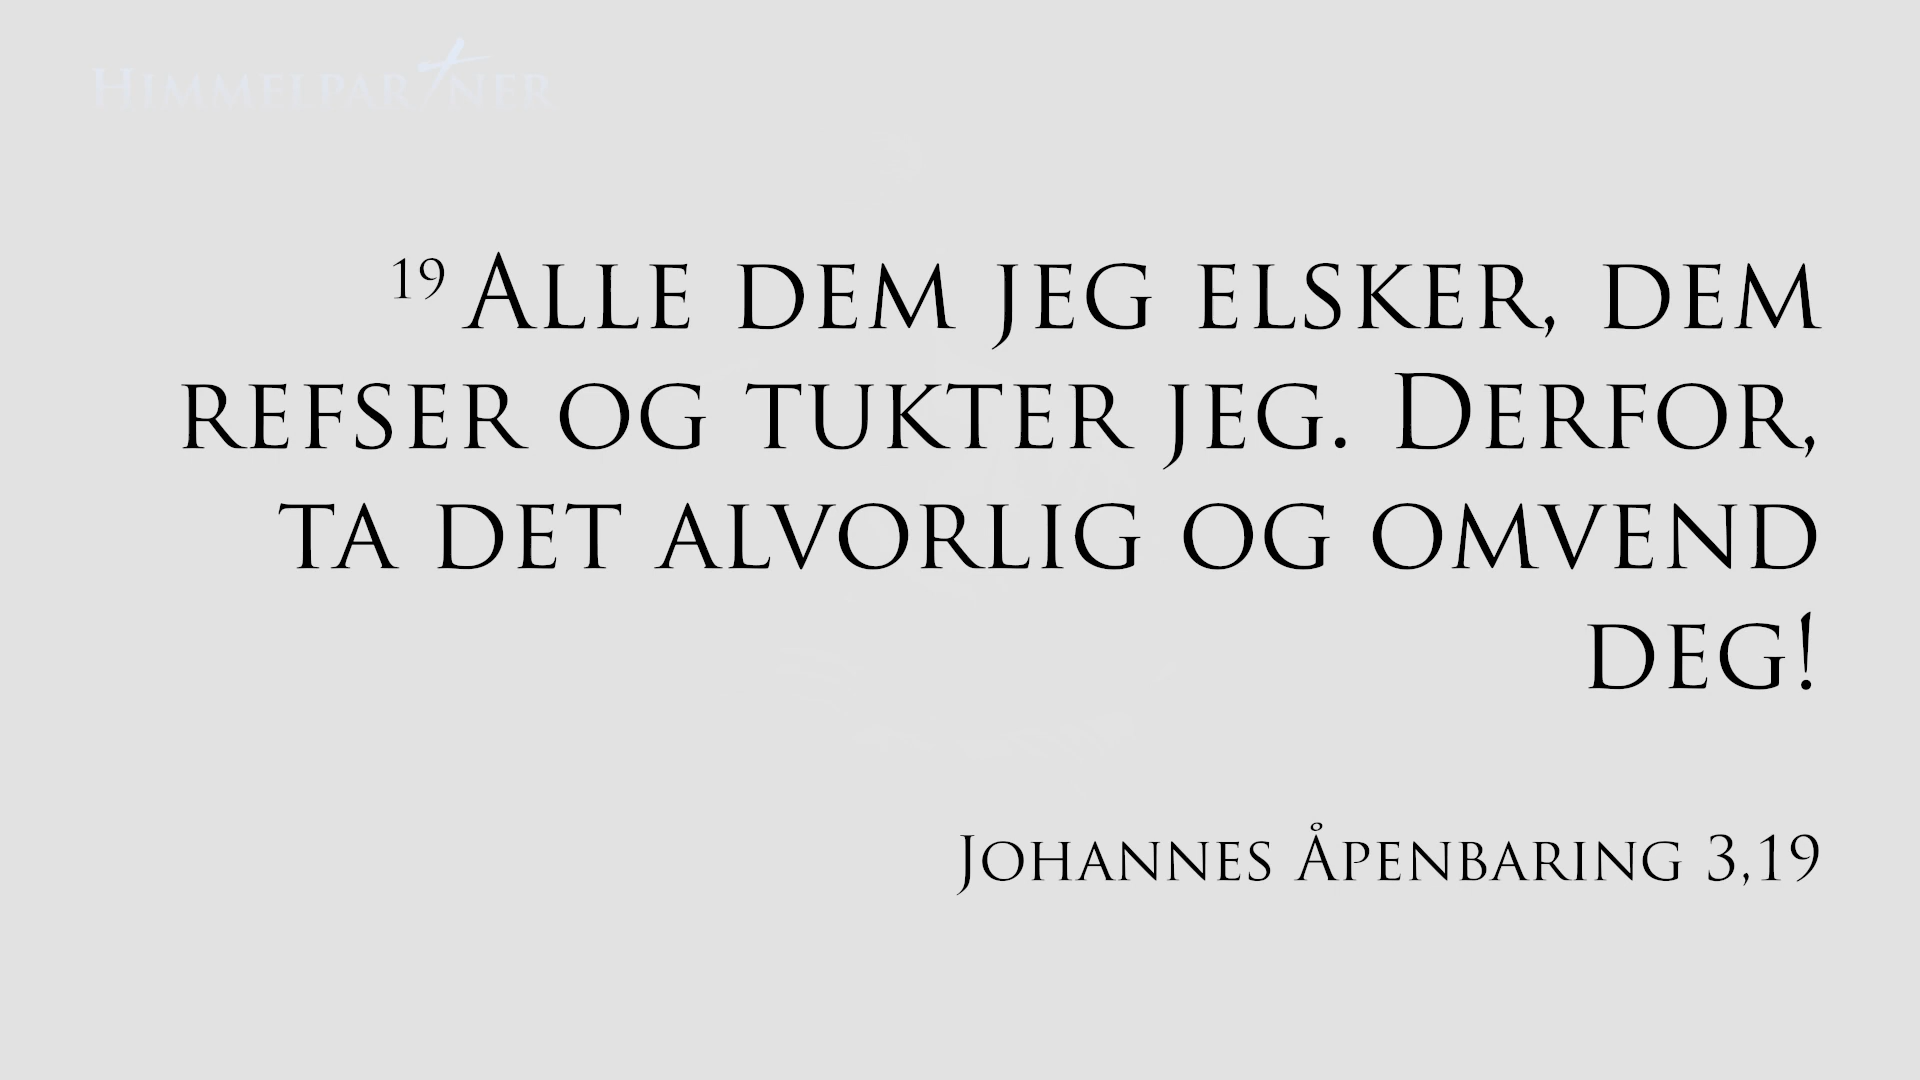 Himmelpartner
19 Alle dem jeg elsker, dem
refser og tukter jeg. Derfor,
ta det alvorlig og omvend
deg!
Johannes Åpenbaring 3,19